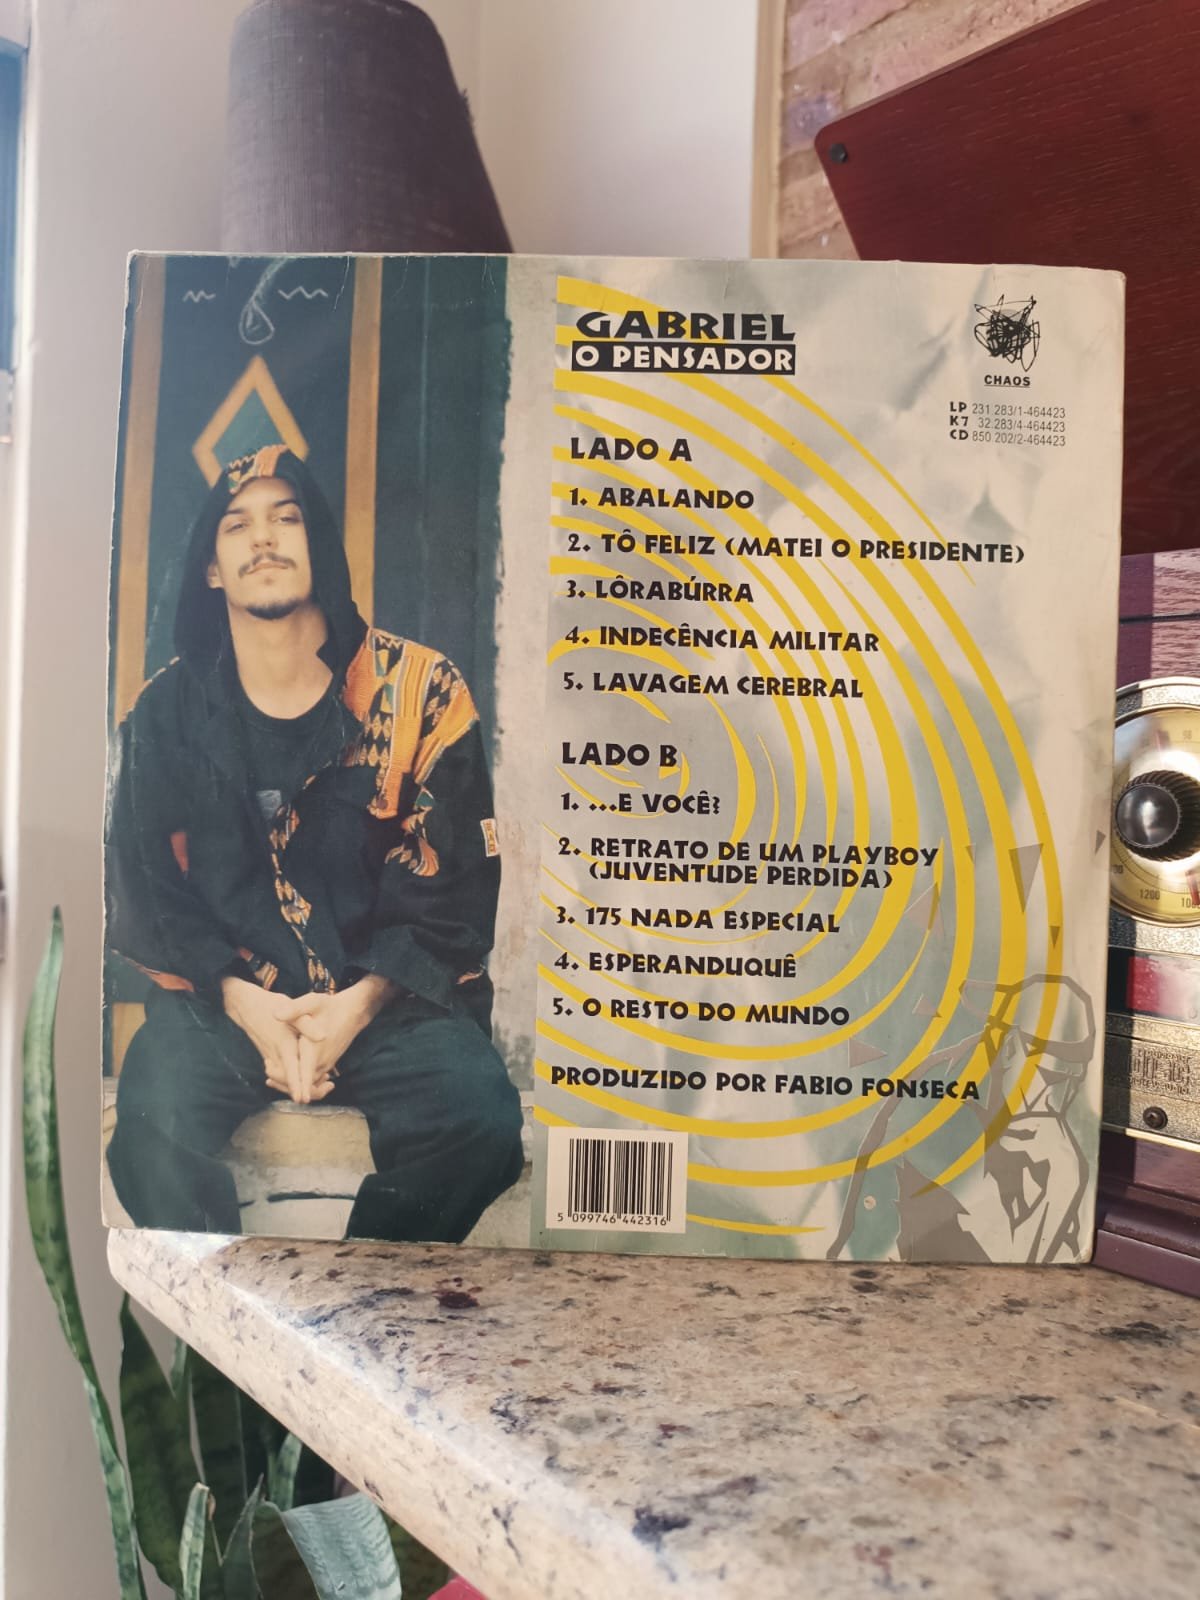 GABRIEL
O PENSADOR
CHAOS
LP 231.283/1-464423
K7 32.283/4-464423
CD 850.202/2-464423
LADO A
1. ABALANDO
2. TÔ FELIZ (MATEI O PRESIDENTE)
3. LÔRABÚRRA
4. INDECÊNCIA MILITAR
5. LAVAGEM CEREBRAL
LADO B
1. ...E VOCÊ?
2. RETRATO DE UM PLAYBOY
(JUVENTUDE PERDIDA)
3. 175 NADA ESPECIAL
4. ESPERANDUQUÊ
5. O RESTO DO MUNDO
PRODUZIDO POR FABIO FONSECA
5 099746 442316
1200